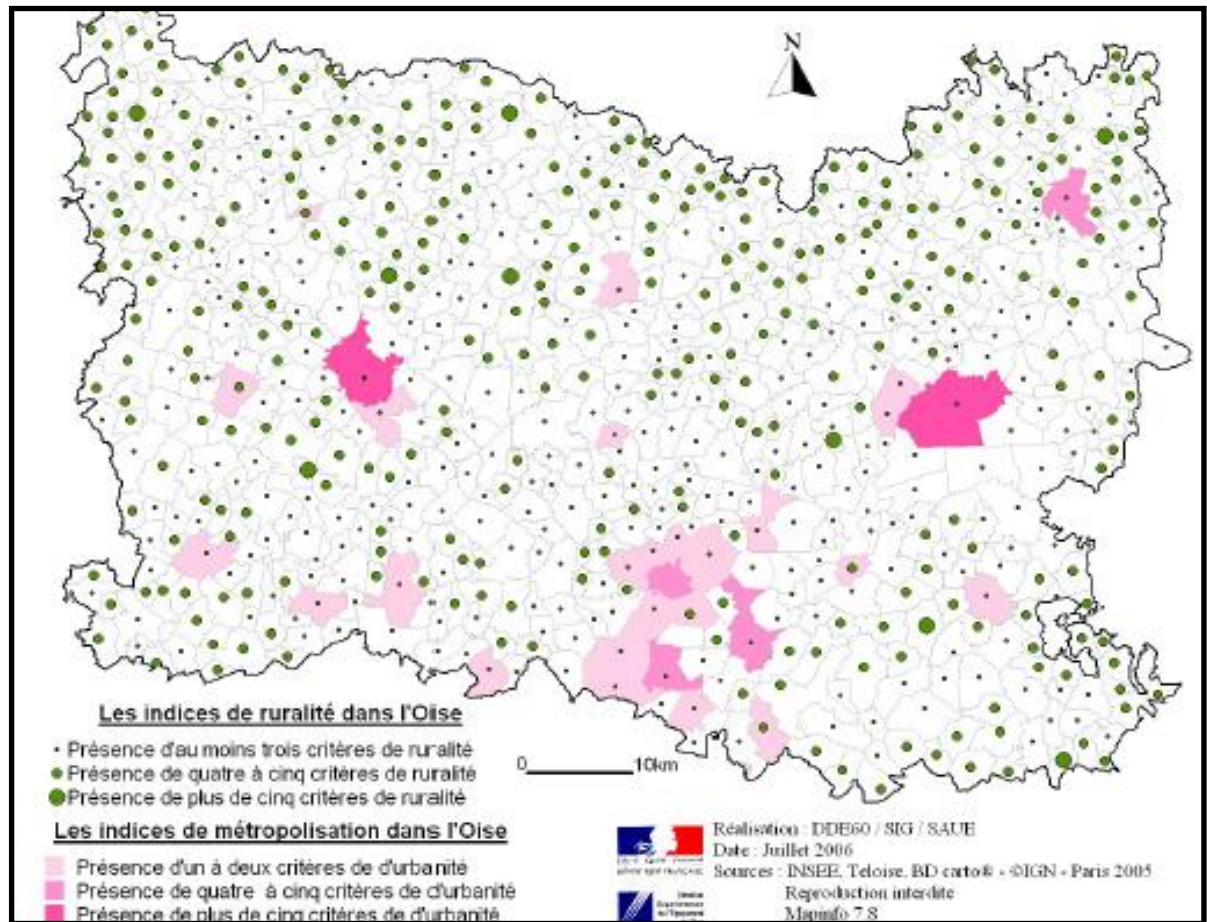 N
Les indices de ruralité dans l'Oise
Présence d'au moins trois critères de ruralité
Présence de quatre à cinq critères de ruralité
Présence de plus de cinq critères de ruralité
0 10km
Les indices de métropolisation dans l'Oise
Présence d'un à deux critères de d'urbanité
Présence de quatre à cinq critères de d'urbanité
Présence de plus de cinq critères de d'urbanité
Réalisation : DDE60 / SIG / SAUE
Date : Juillet 2006
Sources : INSEE, Teloise, BD carto® - ©IGN - Paris 2005
Reproduction interdite
Mapinfo 7.8